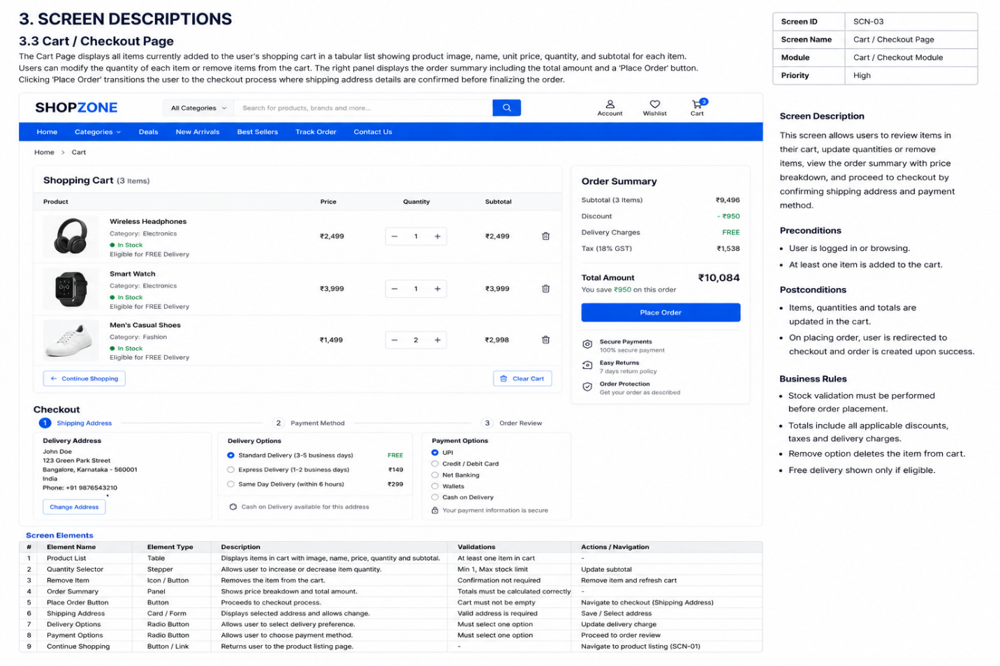 3. SCREEN DESCRIPTIONS
3.3 Cart / Checkout Page
The Cart Page displays all items currently added to the user's shopping cart in a tabular list showing product image, name, unit price, quantity, and subtotal for each item.
Users can modify the quantity of each item or remove items from the cart. The right panel displays the order summary including the total amount and a 'Place Order' button.
Clicking 'Place Order' transitions the user to the checkout process where shipping address details are confirmed before finalizing the order.
Screen ID SCN-03
Screen Name Cart / Checkout Page
Module Cart / Checkout Module
Priority High
SHOPZONE All Categories Search for products, brands and more... Account Wishlist 3 Cart
Home Categories Deals New Arrivals Best Sellers Track Order Contact Us
Home > Cart
Shopping Cart (3 Items)
Product Price Quantity Subtotal
Wireless Headphones
Category: Electronics
In Stock
Eligible for FREE Delivery
₹2,499 − 1 + ₹2,499
Smart Watch
Category: Electronics
In Stock
Eligible for FREE Delivery
₹3,999 − 1 + ₹3,999
Men's Casual Shoes
Category: Fashion
In Stock
Eligible for FREE Delivery
₹1,499 − 2 + ₹2,998
← Continue Shopping Clear Cart
Order Summary
Subtotal (3 Items) ₹9,496
Discount - ₹950
Delivery Charges FREE
Tax (18% GST) ₹1,538
Total Amount ₹10,084
You save ₹950 on this order
Place Order
Secure Payments
100% secure payment
Easy Returns
7 days return policy
Order Protection
Get your order as described
Checkout
1 Shipping Address 2 Payment Method 3 Order Review
Delivery Address
John Doe
123 Green Park Street
Bangalore, Karnataka - 560001
India
Phone: +91 9876543210
Change Address
Delivery Options
Standard Delivery (3-5 business days) FREE
Express Delivery (1-2 business days) ₹149
Same Day Delivery (within 6 hours) ₹299
Cash on Delivery available for this address
Payment Options
UPI
Credit / Debit Card
Net Banking
Wallets
Cash on Delivery
Your payment information is secure
Screen Description
This screen allows users to review items in
their cart, update quantities or remove
items, view the order summary with price
breakdown, and proceed to checkout by
confirming shipping address and payment
method.
Preconditions
• User is logged in or browsing.
• At least one item is added to the cart.
Postconditions
• Items, quantities and totals are
updated in the cart.
• On placing order, user is redirected to
checkout and order is created upon success.
Business Rules
• Stock validation must be performed
before order placement.
• Totals include all applicable discounts,
taxes and delivery charges.
• Remove option deletes the item from cart.
• Free delivery shown only if eligible.
Screen Elements
# Element Name Element Type Description Validations Actions / Navigation
1 Product List Table Displays items in cart with image, name, price, quantity and subtotal. At least one item in cart -
2 Quantity Selector Stepper Allows user to increase or decrease item quantity. Min 1, Max stock limit Update subtotal
3 Remove Item Icon / Button Removes the item from the cart. Confirmation not required Remove item and refresh cart
4 Order Summary Panel Shows price breakdown and total amount. Totals must be calculated correctly -
5 Place Order Button Button Proceeds to checkout process. Cart must not be empty Navigate to checkout (Shipping Address)
6 Shipping Address Card / Form Displays selected address and allows change. Valid address is required Save / Select address
7 Delivery Options Radio Button Allows user to select delivery preference. Must select one option Update delivery charge
8 Payment Options Radio Button Allows user to choose payment method. Must select one option Proceed to order review
9 Continue Shopping Button / Link Returns user to the product listing page. - Navigate to product listing (SCN-01)